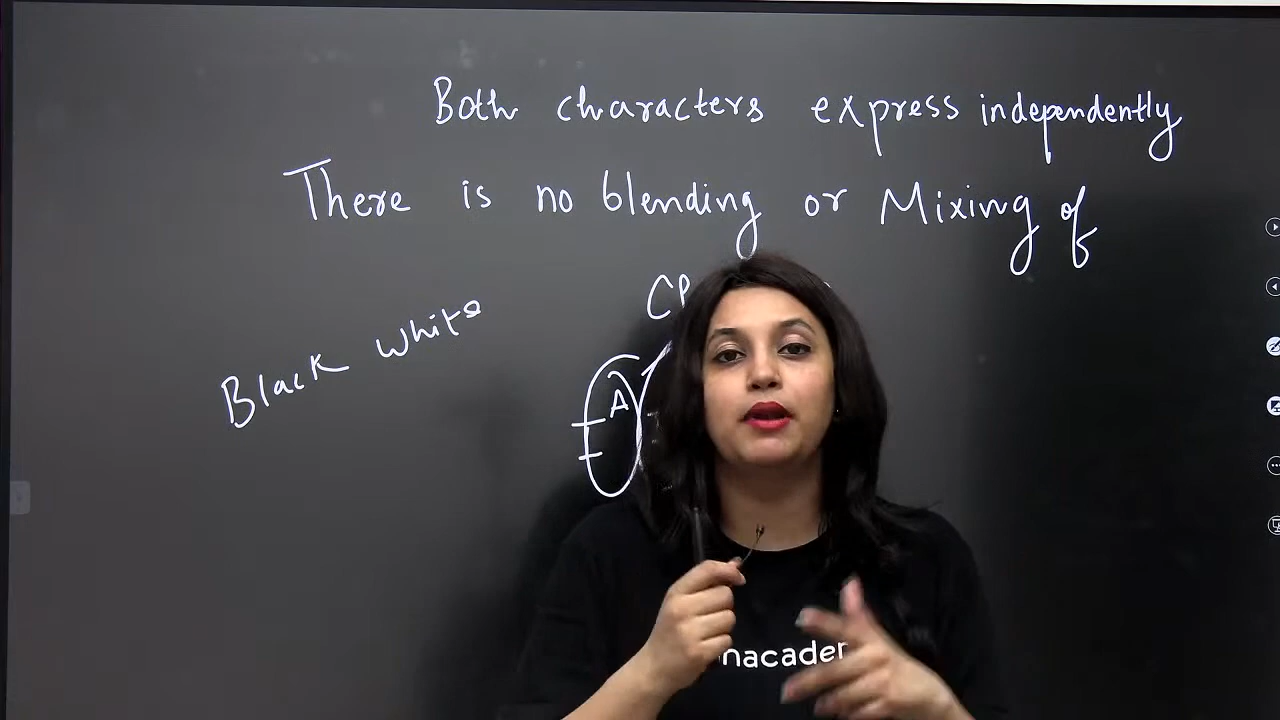 Both characters express independently
There is no blending or Mixing of
Black White
A